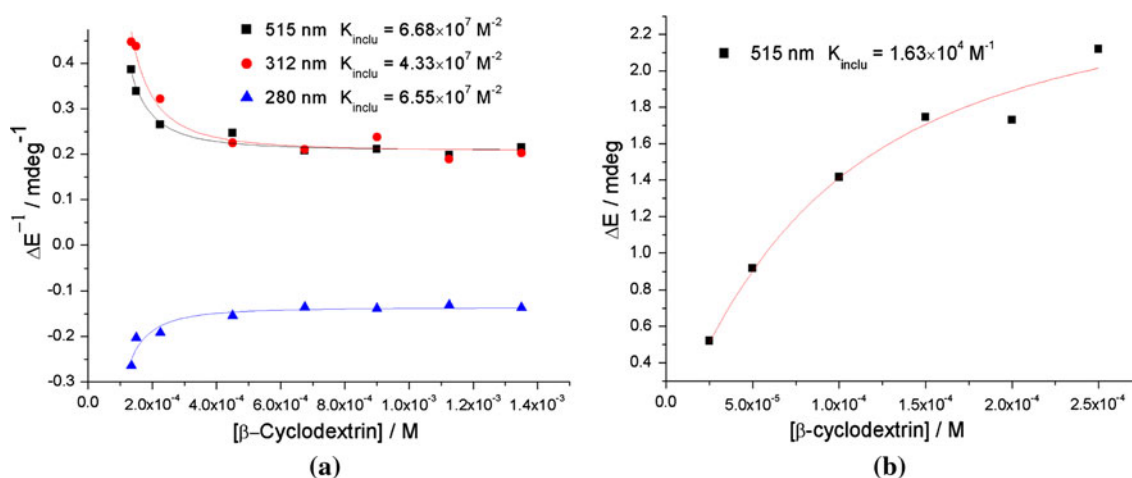 515 nm K_inclu = 6.68×10^7 M^-2
312 nm K_inclu = 4.33×10^7 M^-2
280 nm K_inclu = 6.55×10^7 M^-2
ΔE^-1 / mdeg^-1
0.4
0.3
0.2
0.1
0.0
-0.1
-0.2
-0.3
0.0 2.0x10^-4 4.0x10^-4 6.0x10^-4 8.0x10^-4 1.0x10^-3 1.2x10^-3 1.4x10^-3
[β-Cyclodextrin] / M
(a)
515 nm K_inclu = 1.63×10^4 M^-1
ΔE / mdeg
2.2
2.0
1.8
1.6
1.4
1.2
1.0
0.8
0.6
0.4
0.0 5.0x10^-5 1.0x10^-4 1.5x10^-4 2.0x10^-4 2.5x10^-4
[β-cyclodextrin] / M
(b)